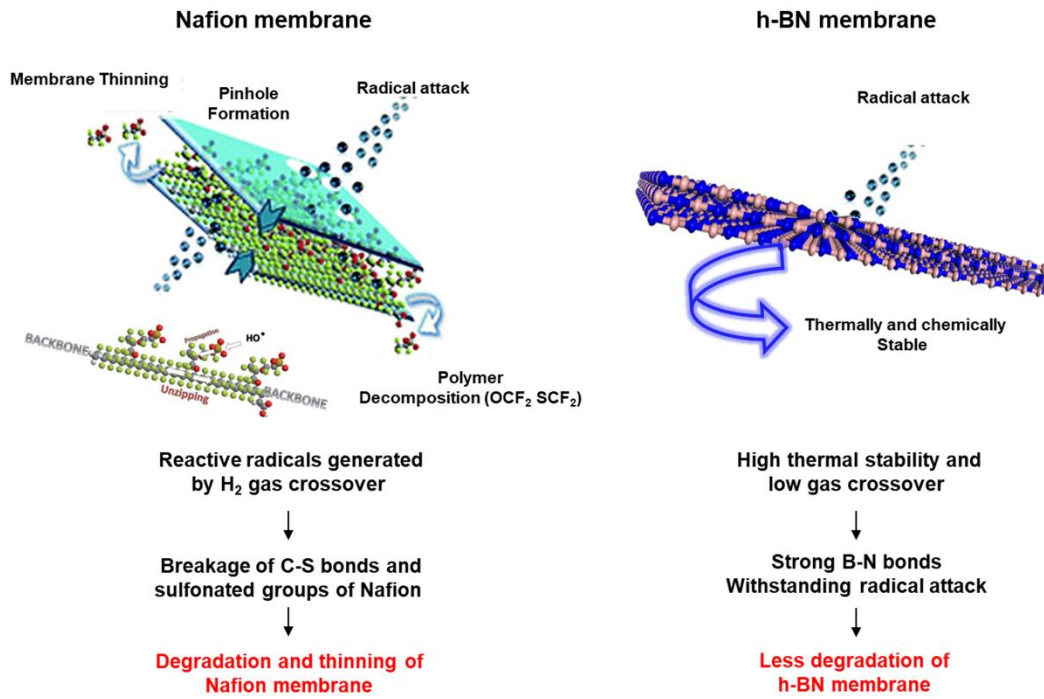 Nafion membrane
Membrane Thinning
Pinhole
Formation
Radical attack
Propagation
HO•
BACKBONE
Unzipping
BACKBONE
Polymer
Decomposition (OCF₂ SCF₂)
Reactive radicals generated
by H₂ gas crossover
Breakage of C-S bonds and
sulfonated groups of Nafion
Degradation and thinning of
Nafion membrane
h-BN membrane
Radical attack
Thermally and chemically
Stable
High thermal stability and
low gas crossover
Strong B-N bonds
Withstanding radical attack
Less degradation of
h-BN membrane